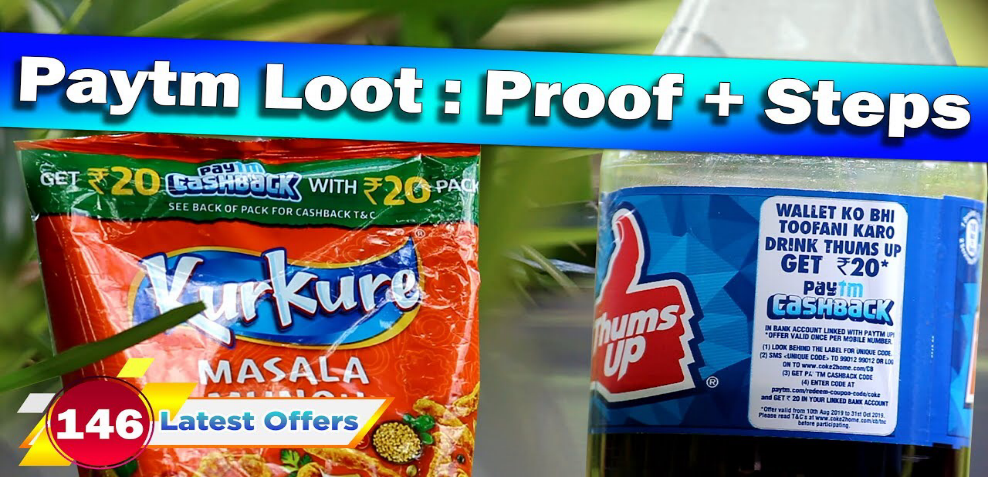 Paytm Loot : Proof + Steps
GET ₹20 Paytm CASHBACK WITH ₹20 PACK
SEE BACK OF PACK FOR CASHBACK T&C
Kurkure
MASALA
146 Latest Offers
Thums
UP
WALLET KO BHI
TOOFANI KARO
DRINK THUMS UP
GET ₹20*
Paytm
CASHBACK
IN BANK ACCOUNT LINKED WITH PAYTM UPI
*OFFER VALID ONCE PER MOBILE NUMBER
(1) LOOK BEHIND THE LABEL FOR UNIQUE CODE.
(2) SMS <UNIQUE CODE> TO 99012 99012 OR LOG
ON TO www.coke2home.com/CB
(3) GET PAYTM CASHBACK CODE
(4) ENTER CODE AT
paytm.com/redeem-coupon-code/coke
and GET ₹ 20 IN YOUR LINKED BANK ACCOUNT
*Offer valid from 10th Aug 2019 to 31st Oct 2019.
Please read T&C's at www.coke2home.com/cb/tnc
before participating.